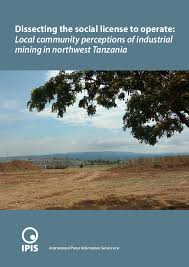 Dissecting the social license to operate:
Local community perceptions of industrial
mining in northwest Tanzania
IPIS
International Peace Information Service vzw